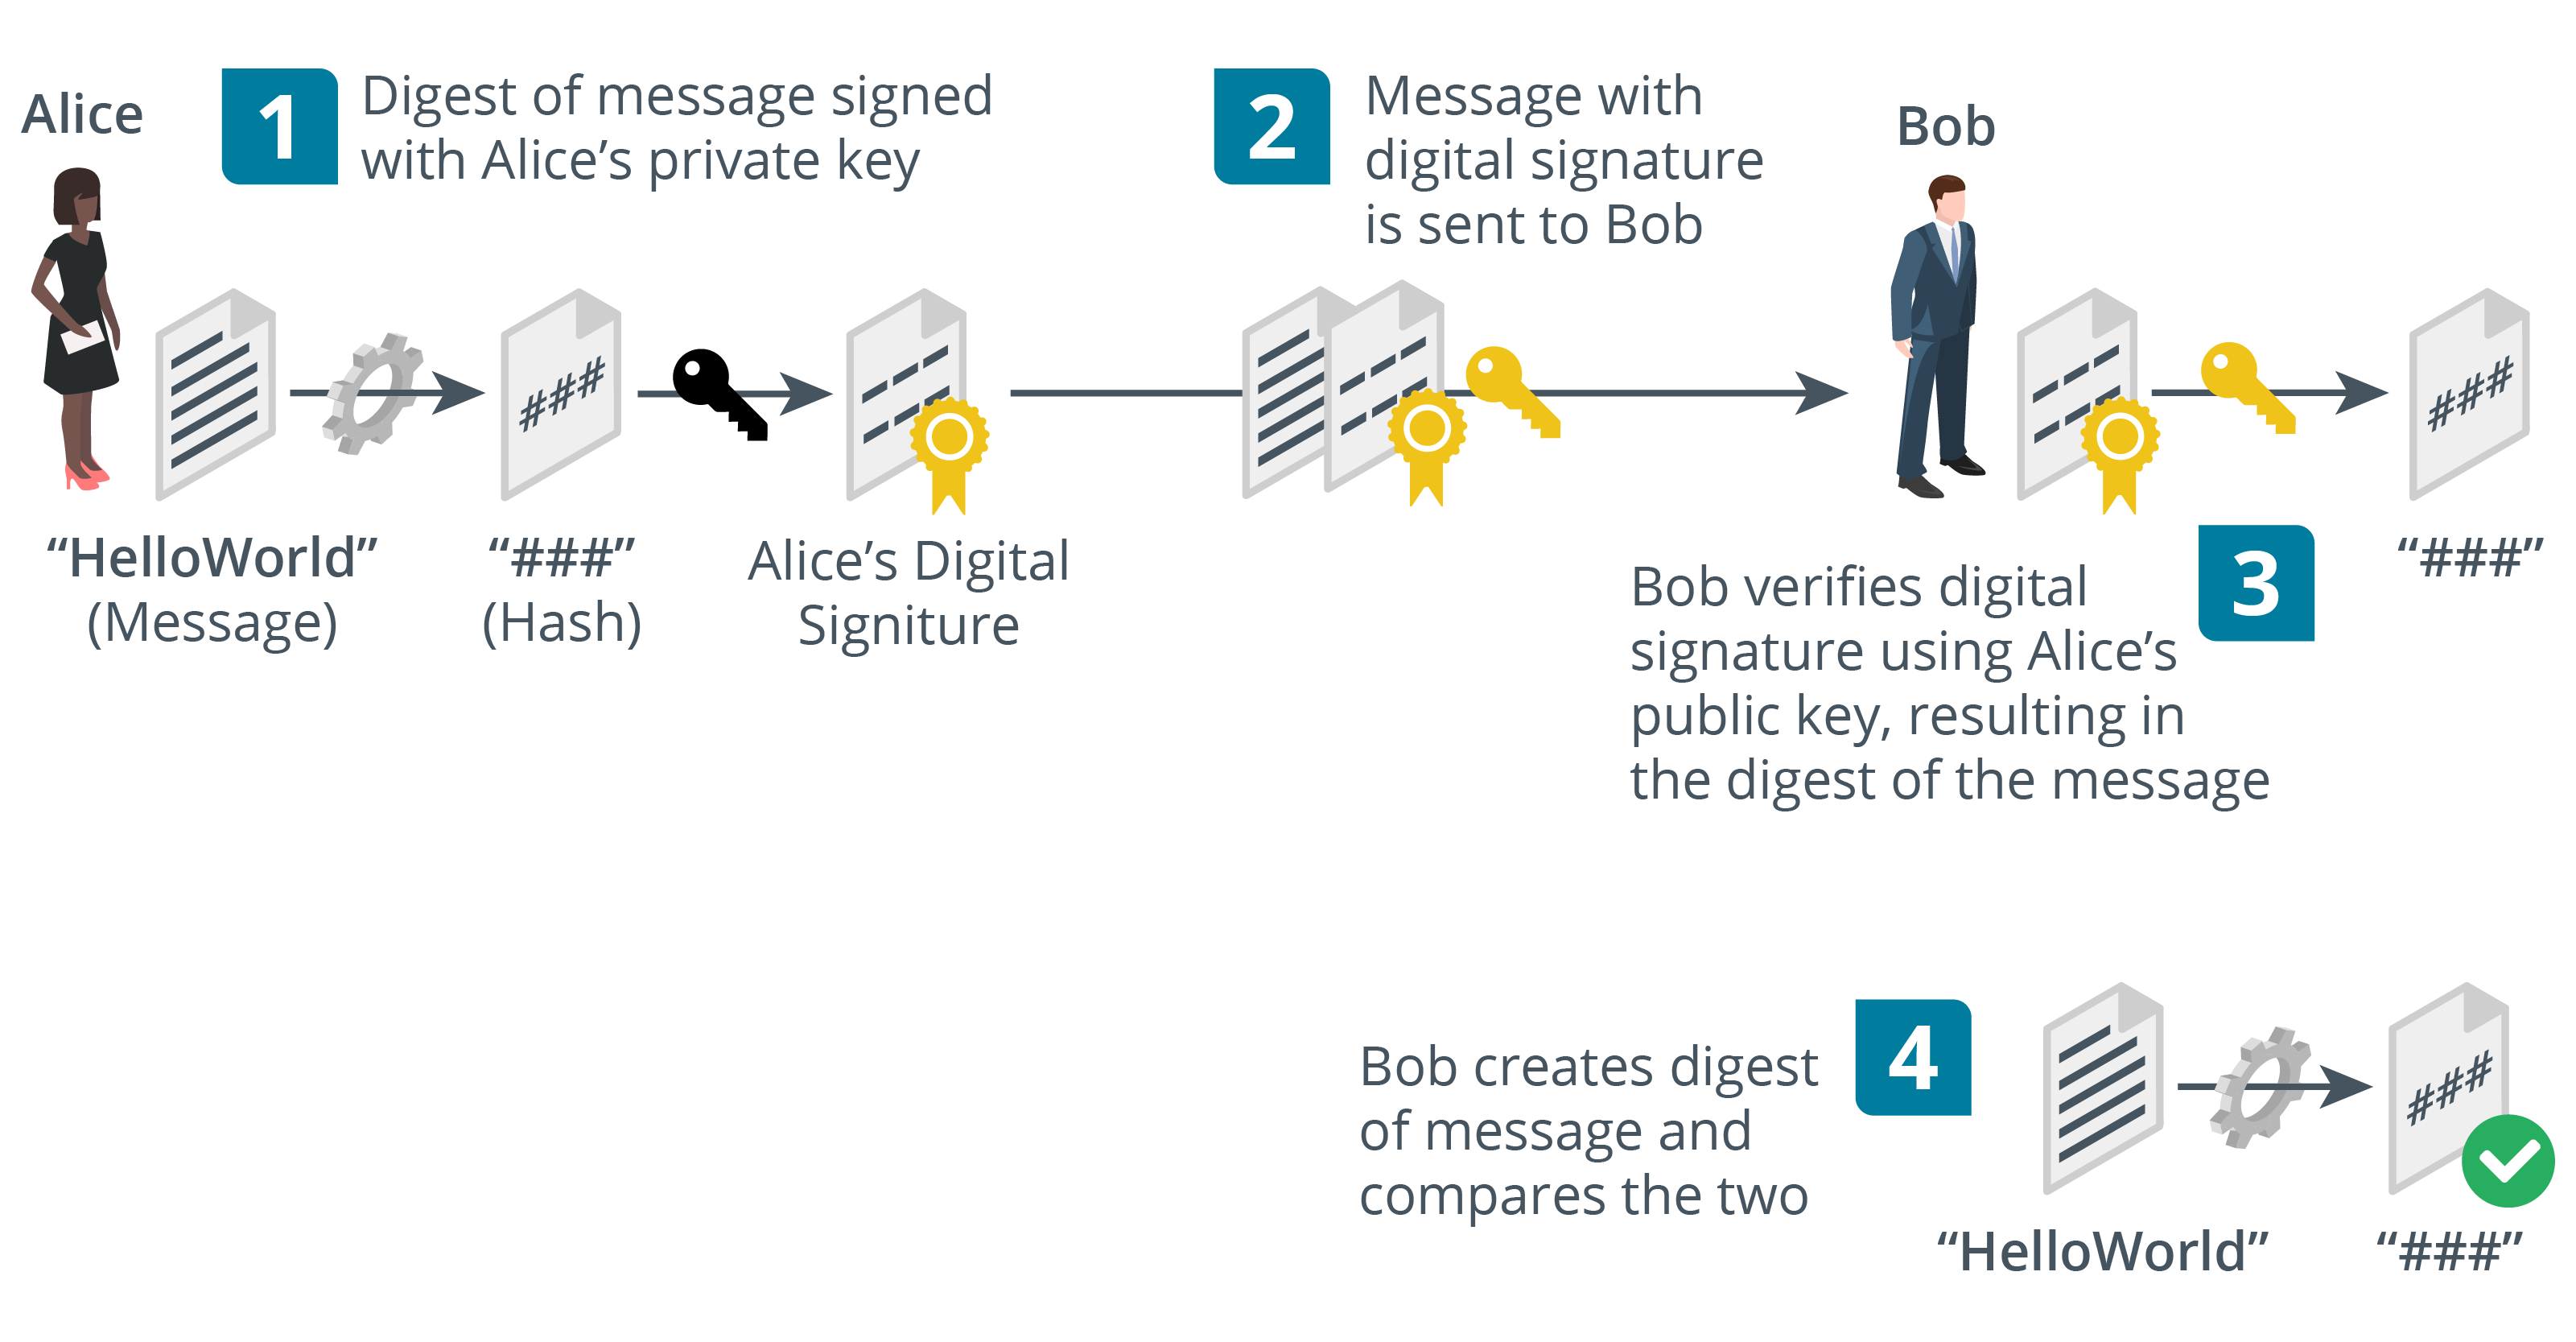 Alice
1
Digest of message signed
with Alice’s private key
2
Message with
digital signature
is sent to Bob
Bob
###
###
“HelloWorld”
(Message)
“###”
(Hash)
Alice’s Digital
Signiture
3
Bob verifies digital
signature using Alice’s
public key, resulting in
the digest of the message
“###”
4
Bob creates digest
of message and
compares the two
###
“HelloWorld”
“###”